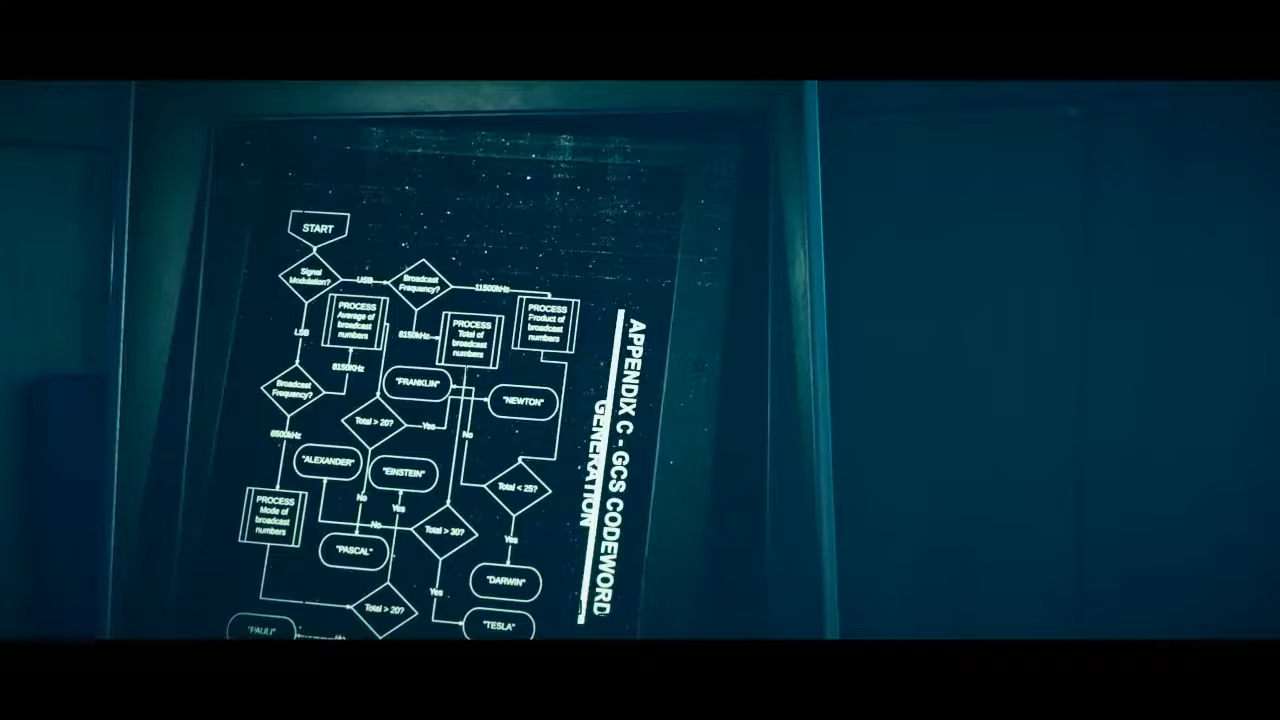 START
Signal
Modulation?
USB
Broadcast
Frequency?
11500kHz
PROCESS
Average of
broadcast
numbers
LSB
8150kHz
PROCESS
Total of
broadcast
numbers
PROCESS
Product of
broadcast
numbers
8150KHz
Broadcast
Frequency?
"FRANKLIN"
"NEWTON"
Total > 20?
Yes
No
"ALEXANDER"
"EINSTEIN"
Total < 25?
PROCESS
Mode of
broadcast
numbers
No
Yes
No
Total > 30?
"PASCAL"
Yes
"DARWIN"
Yes
Total > 20?
"TESLA"
"PAULI"
APPENDIX C - GCS CODEWORD
GENERATION